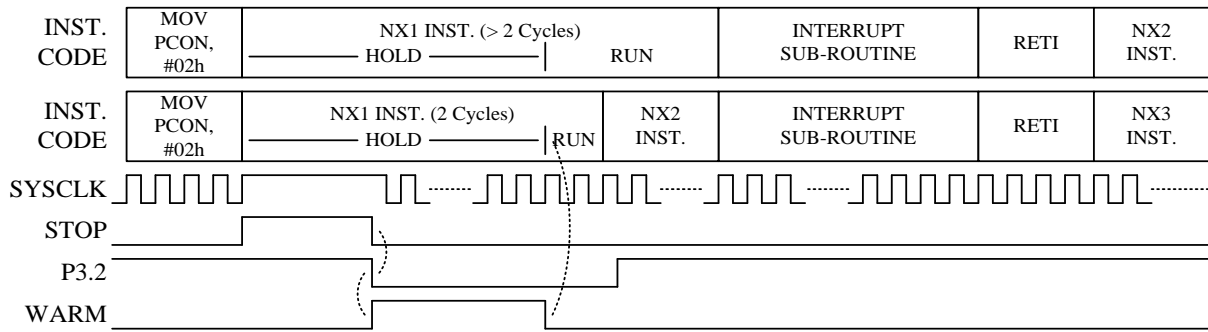 INST.
CODE
MOV
PCON,
#02h
NX1 INST. (> 2 Cycles)
HOLD
RUN
INTERRUPT
SUB-ROUTINE
RETI
NX2
INST.
INST.
CODE
MOV
PCON,
#02h
NX1 INST. (2 Cycles)
HOLD
RUN
NX2
INST.
INTERRUPT
SUB-ROUTINE
RETI
NX3
INST.
SYSCLK
STOP
P3.2
WARM